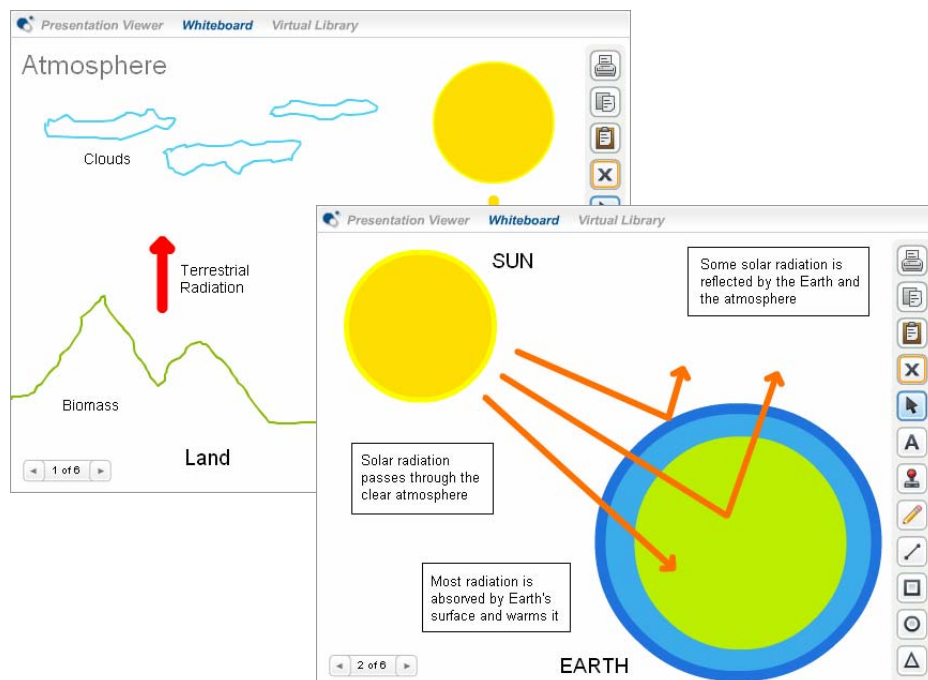 Presentation Viewer Whiteboard Virtual Library
Atmosphere
Clouds
Terrestrial
Radiation
Biomass
Land
1 of 6
Presentation Viewer Whiteboard Virtual Library
SUN
Some solar radiation is
reflected by the Earth and
the atmosphere
Solar radiation
passes through the
clear atmosphere
Most radiation is
absorved by Earth's
surface and warms it
EARTH
2 of 6
A